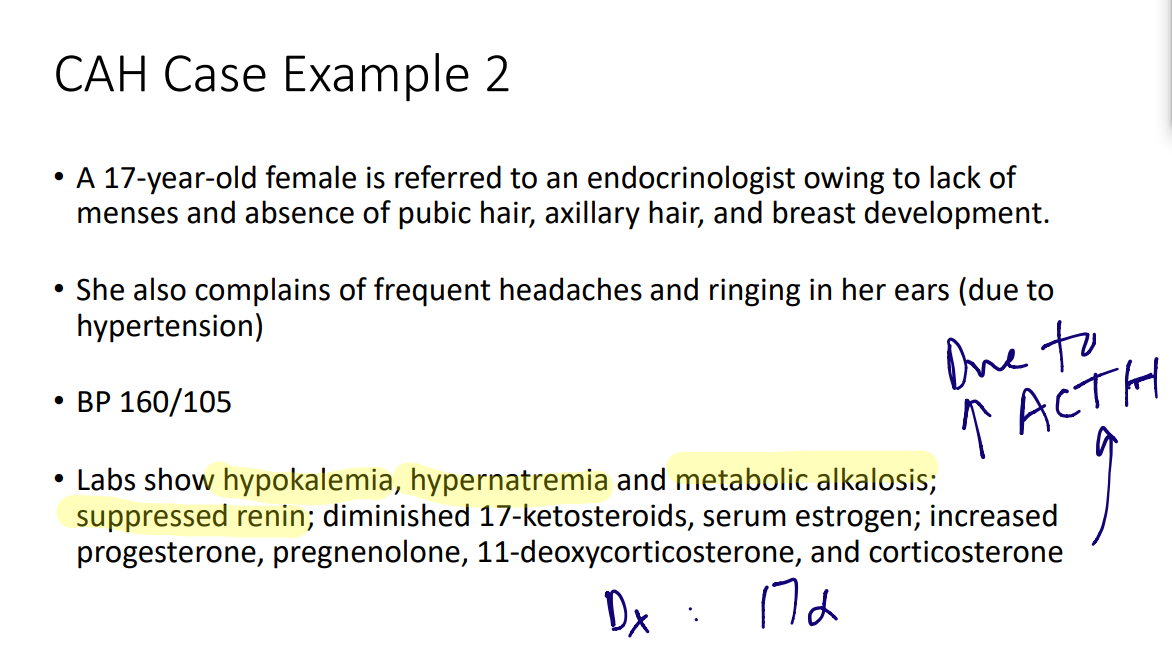 CAH Case Example 2
• A 17-year-old female is referred to an endocrinologist owing to lack of
menses and absence of pubic hair, axillary hair, and breast development.
• She also complains of frequent headaches and ringing in her ears (due to
hypertension)
Due to
↑ ACTH
• BP 160/105
• Labs show hypokalemia, hypernatremia and metabolic alkalosis;
suppressed renin; diminished 17-ketosteroids, serum estrogen; increased
progesterone, pregnenolone, 11-deoxycorticosterone, and corticosterone
Dx : 17α